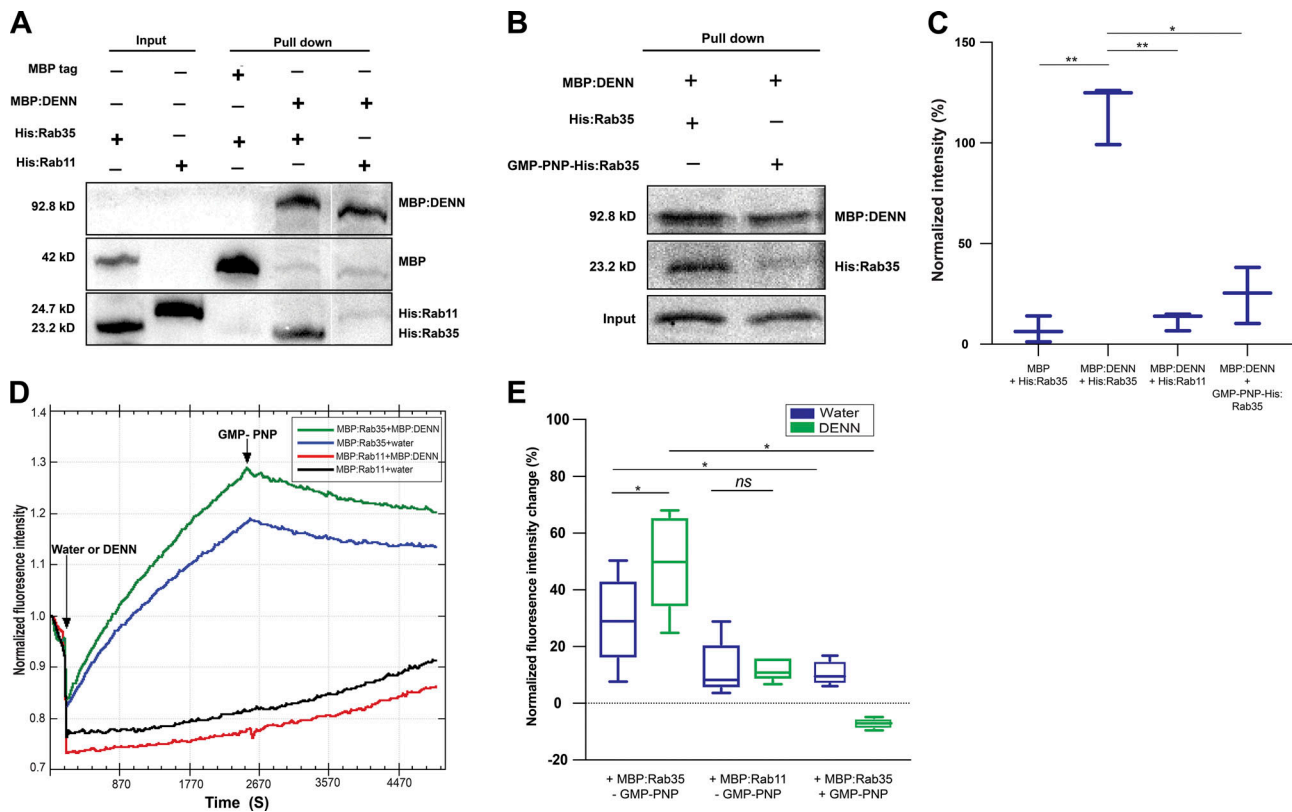 A
Input
Pull down
MBP tag
– – + – –
MBP:DENN
– – – + +
His:Rab35
+ – + + –
His:Rab11
– + – – +
92.8 kD
MBP:DENN
42 kD
MBP
24.7 kD
His:Rab11
23.2 kD
His:Rab35
B
Pull down
MBP:DENN
+ +
His:Rab35
+ –
GMP-PNP-His:Rab35
– +
92.8 kD
MBP:DENN
23.2 kD
His:Rab35
Input
C
Normalized intensity (%)
150
100
50
0
**
**
*
MBP
+ His:Rab35
MBP:DENN
+ His:Rab35
MBP:DENN
+ His:Rab11
MBP:DENN
+
GMP-PNP-His:
Rab35
D
Normalized fluoresence intensity
1.4
1.3
1.2
1.1
1.0
0.9
0.8
0.7
Water or DENN
GMP- PNP
MBP:Rab35+MBP:DENN
MBP:Rab35+water
MBP:Rab11+MBP:DENN
MBP:Rab11+water
870 1770 2670 3570 4470
Time (S)
E
Normalized fluoresence intensity change (%)
100
80
60
40
20
0
-20
Water
DENN
*
*
*
ns
+ MBP:Rab35
- GMP-PNP
+ MBP:Rab11
- GMP-PNP
+ MBP:Rab35
+ GMP-PNP